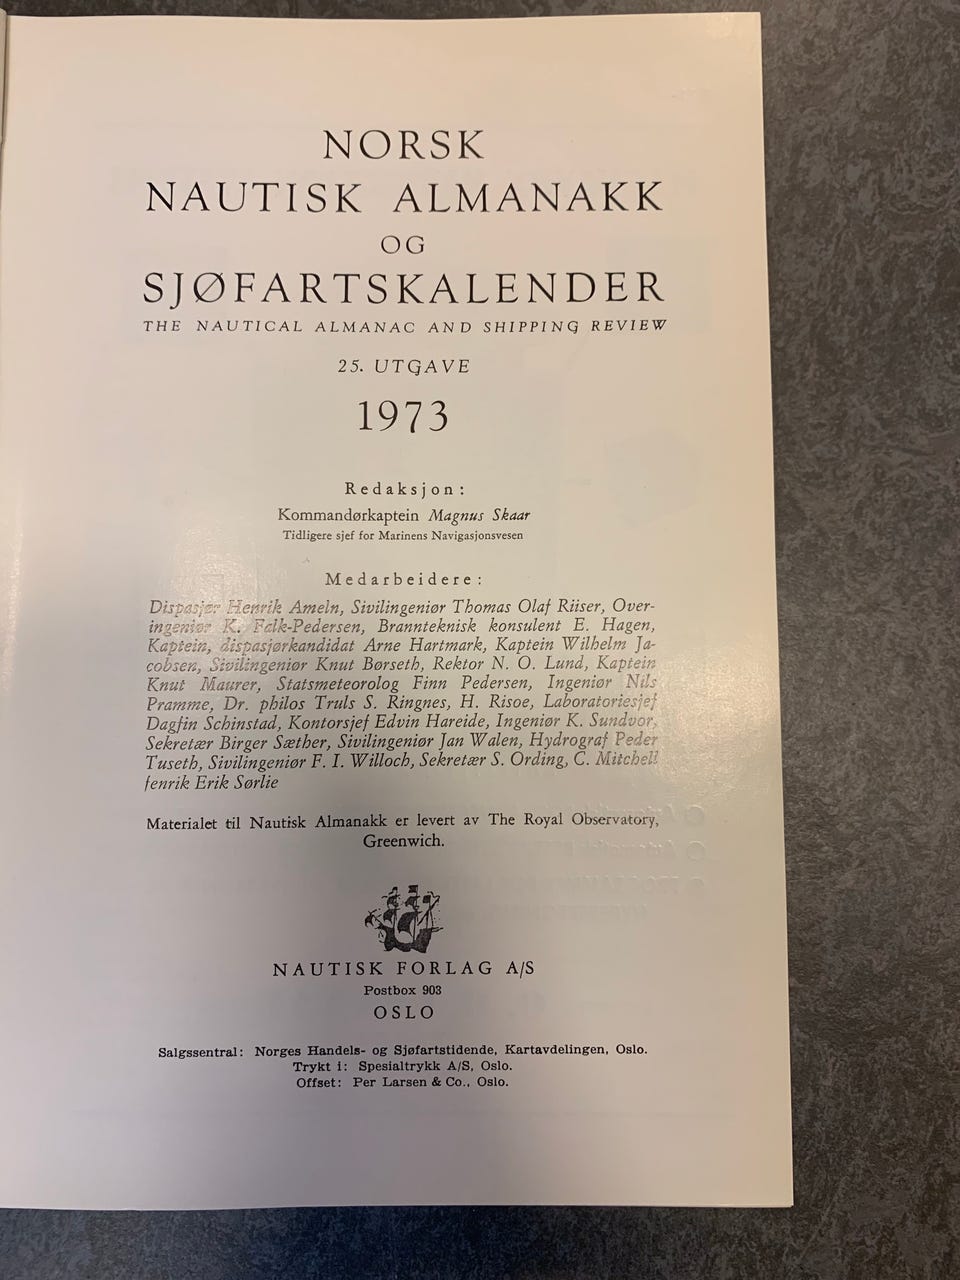 NORSK
NAUTISK ALMANAKK
OG
SJØFARTSKALENDER
THE NAUTICAL ALMANAC AND SHIPPING REVIEW
25. UTGAVE
1973
Redaksjon:
Kommandørkaptein Magnus Skaar
Tidligere sjef for Marinens Navigasjonsvesen
Medarbeidere:
Dispasjør Henrik Ameln, Sivilingeniør Thomas Olaf Riiser, Over-
ingeniør K. Falk-Pedersen, Brannteknisk konsulent E. Hagen,
Kaptein, dispasjørkandidat Arne Hartmark, Kaptein Wilhelm Ja-
cobsen, Sivilingeniør Knut Børseth, Rektor N. O. Lund, Kaptein
Knut Maurer, Statsmeteorolog Finn Pedersen, Ingeniør Nils
Pramme, Dr. philos Truls S. Ringnes, H. Risoe, Laboratoriesjef
Dagfin Schinstad, Kontorsjef Edvin Hareide, Ingeniør K. Sundvor,
Sekretær Birger Sæther, Sivilingeniør Jan Walen, Hydrograf Peder
Tuseth, Sivilingeniør F. I. Willoch, Sekretær S. Ording, C. Mitchell
fenrik Erik Sørlie
Materialet til Nautisk Almanakk er levert av The Royal Observatory,
Greenwich.
NAUTISK FORLAG A/S
Postbox 903
OSLO
Salgssentral: Norges Handels- og Sjøfartstidende, Kartavdelingen, Oslo.
Trykt i: Spesialtrykk A/S, Oslo.
Offset: Per Larsen & Co., Oslo.